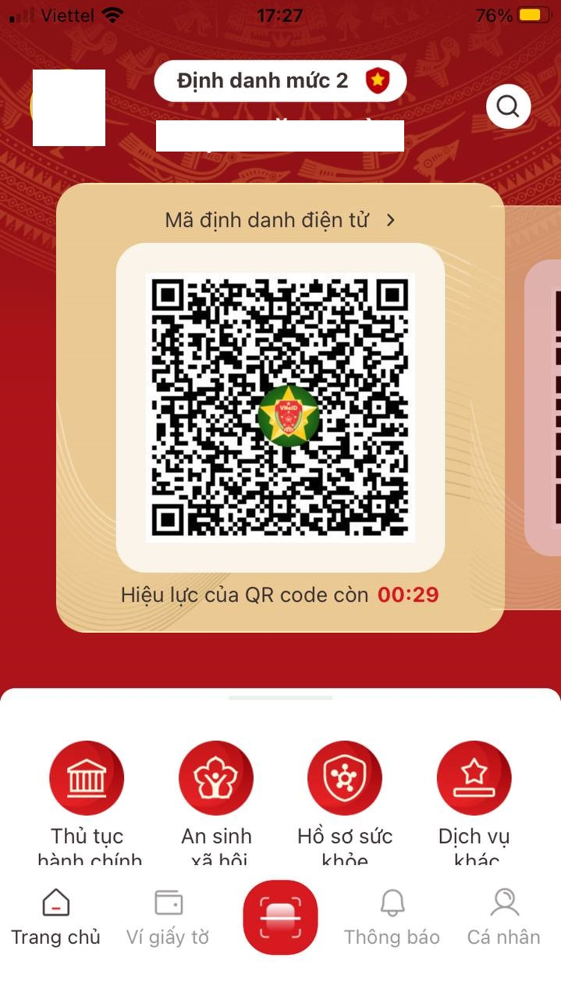 Viettel 17:27 76%
Định danh mức 2
Mã định danh điện tử
VNeID
Hiệu lực của QR code còn 00:29
Thủ tục hành chính
An sinh xã hội
Hồ sơ sức khỏe
Dịch vụ khác
Trang chủ
Ví giấy tờ
Thông báo
Cá nhân